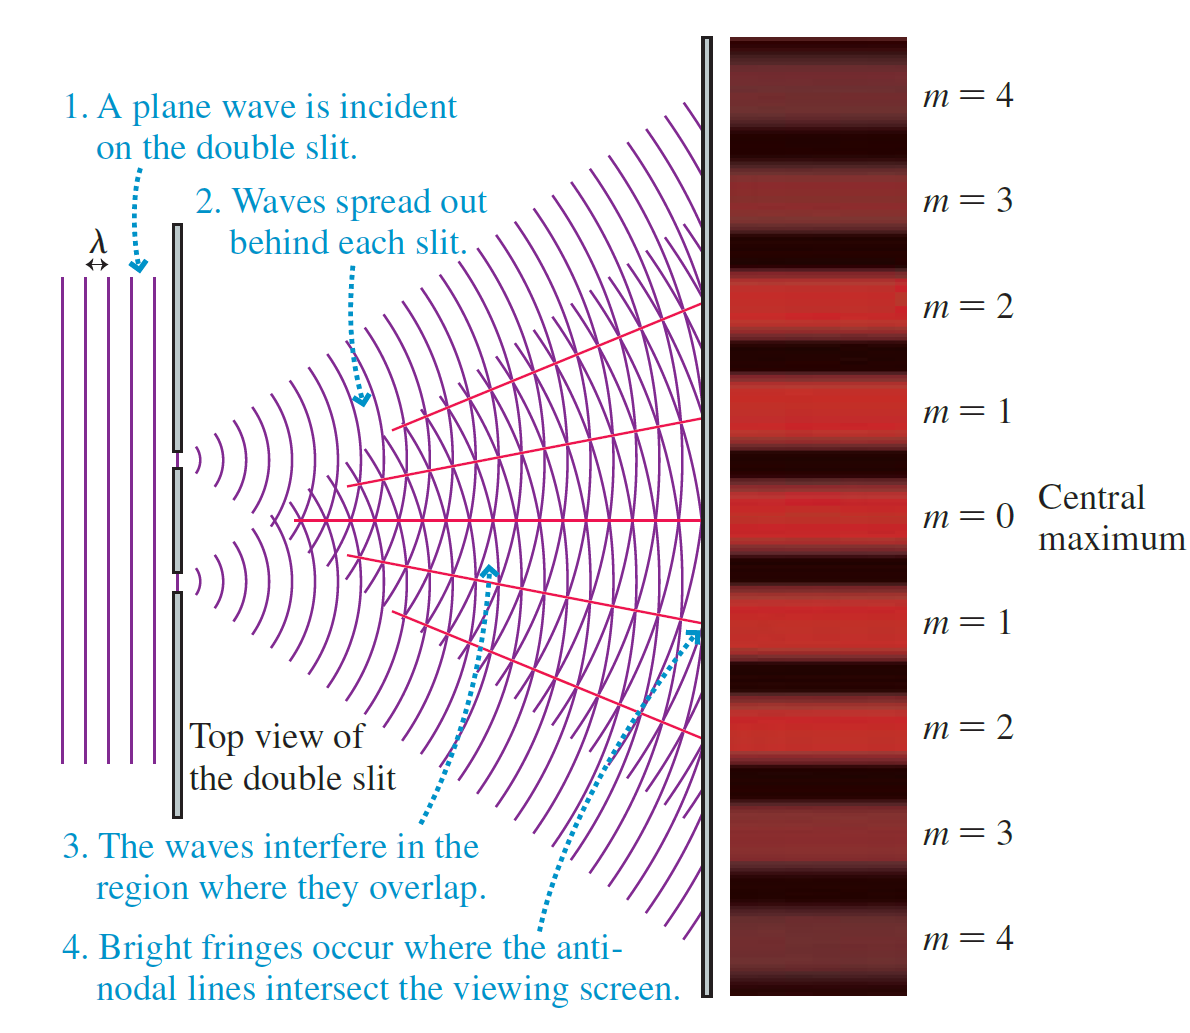 1. A plane wave is incident
on the double slit.
2. Waves spread out
behind each slit.
λ
Top view of
the double slit
3. The waves interfere in the
region where they overlap.
4. Bright fringes occur where the anti-
nodal lines intersect the viewing screen.
m = 4
m = 3
m = 2
m = 1
m = 0
Central
maximum
m = 1
m = 2
m = 3
m = 4